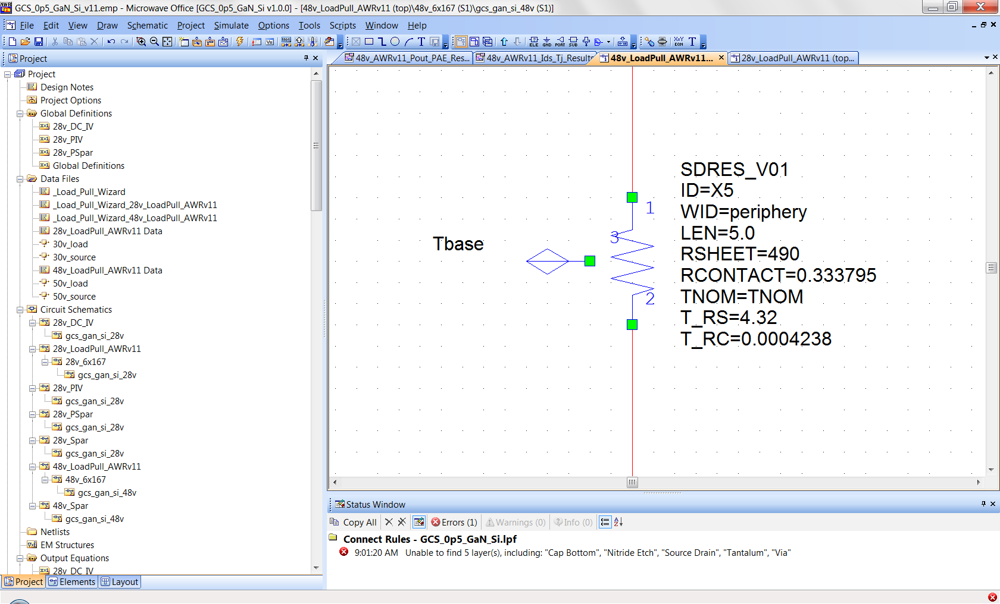 GCS_0p5_GaN_Si_v11.emp - Microwave Office [GCS_0p5_GaN_Si v1.0.0] - [48v_LoadPull_AWRv11 (top)\48v_6x167 (S1)\gcs_gan_si_48v (S1)]
File Edit View Draw Schematic Project Simulate Options Tools Scripts Window Help
Project
48v_AWRv11_Pout_PAE_Res...
48v_AWRv11_Ids_Tj_Results
48v_LoadPull_AWRv11...
28v_LoadPull_AWRv11 (top...
Project
Design Notes
Project Options
Global Definitions
28v_DC_IV
28v_PIV
28v_PSpar
Global Definitions
Data Files
_Load_Pull_Wizard
_Load_Pull_Wizard_28v_LoadPull_AWRv11
_Load_Pull_Wizard_48v_LoadPull_AWRv11
28v_LoadPull_AWRv11 Data
30v_load
30v_source
48v_LoadPull_AWRv11 Data
50v_load
50v_source
Circuit Schematics
28v_DC_IV
gcs_gan_si_28v
28v_LoadPull_AWRv11
28v_6x167
gcs_gan_si_28v
28v_PIV
gcs_gan_si_28v
28v_PSpar
gcs_gan_si_28v
28v_Spar
gcs_gan_si_28v
48v_LoadPull_AWRv11
48v_6x167
gcs_gan_si_48v
48v_Spar
gcs_gan_si_48v
Netlists
EM Structures
Output Equations
28v_DC_IV
Project Elements Layout
Tbase
1
3
2
SDRES_V01
ID=X5
WID=periphery
LEN=5.0
RSHEET=490
RCONTACT=0.333795
TNOM=TNOM
T_RS=4.32
T_RC=0.0004238
Status Window
Copy All Errors (1) Warnings (0) Info (0)
Connect Rules - GCS_0p5_GaN_Si.lpf
9:01:20 AM Unable to find 5 layer(s), including: "Cap Bottom", "Nitride Etch", "Source Drain", "Tantalum", "Via"